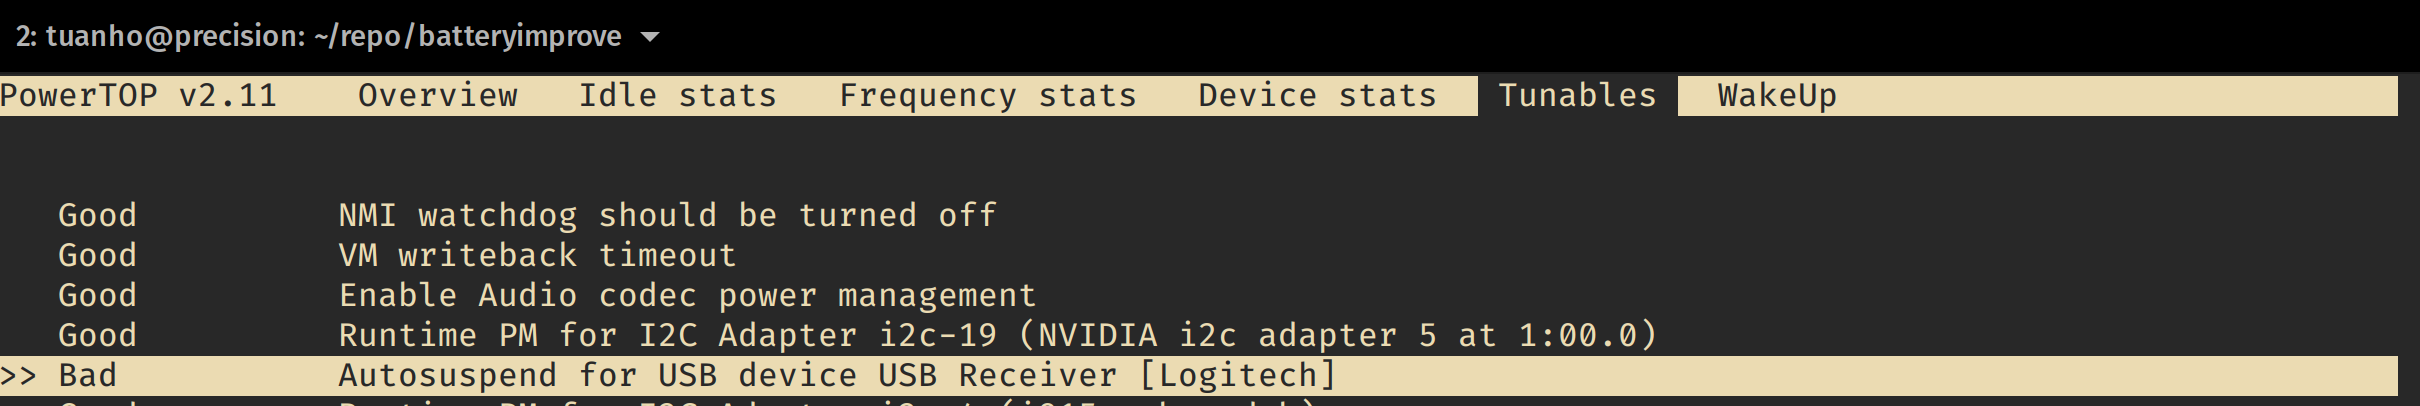 2: tuanho@precision: ~/repo/batteryimprove
PowerTOP v2.11 Overview Idle stats Frequency stats Device stats Tunables WakeUp
Good NMI watchdog should be turned off
Good VM writeback timeout
Good Enable Audio codec power management
Good Runtime PM for I2C Adapter i2c-19 (NVIDIA i2c adapter 5 at 1:00.0)
>> Bad Autosuspend for USB device USB Receiver [Logitech]